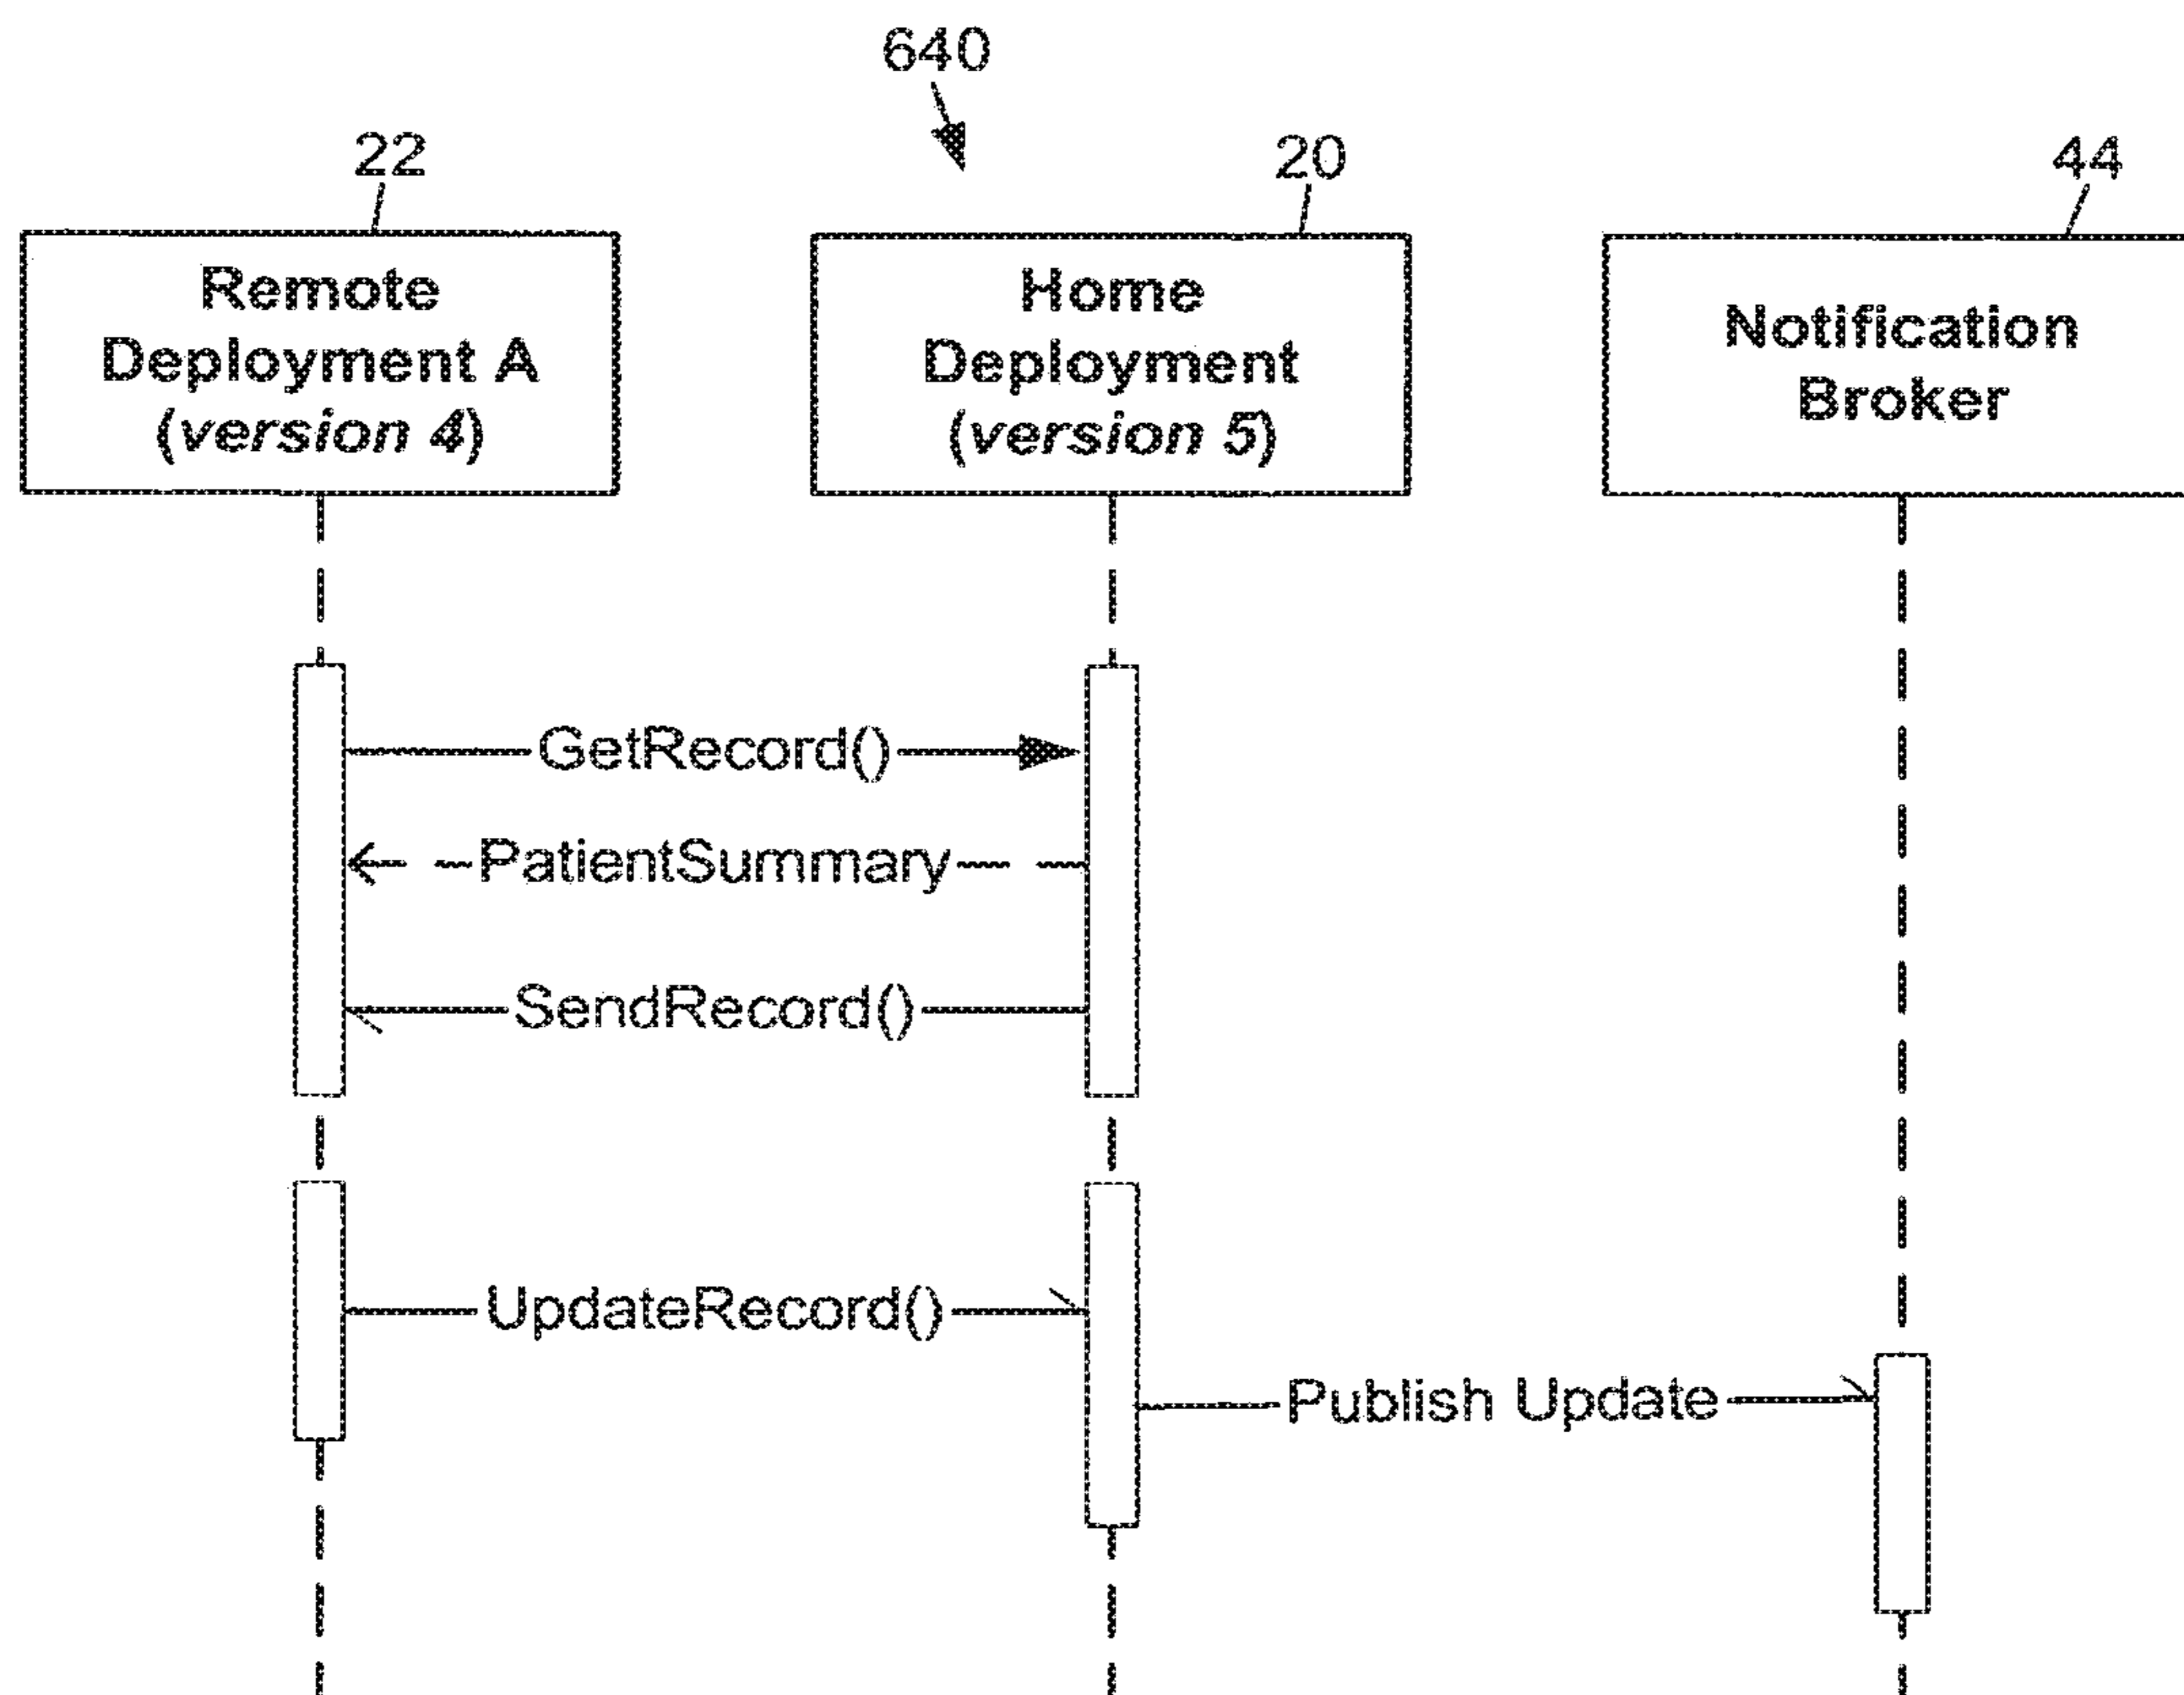 640
22
20
44
Remote
Deployment A
(version 4)
Home
Deployment
(version 5)
Notification
Broker
GetRecord()
PatientSummary
SendRecord()
UpdateRecord()
Publish Update